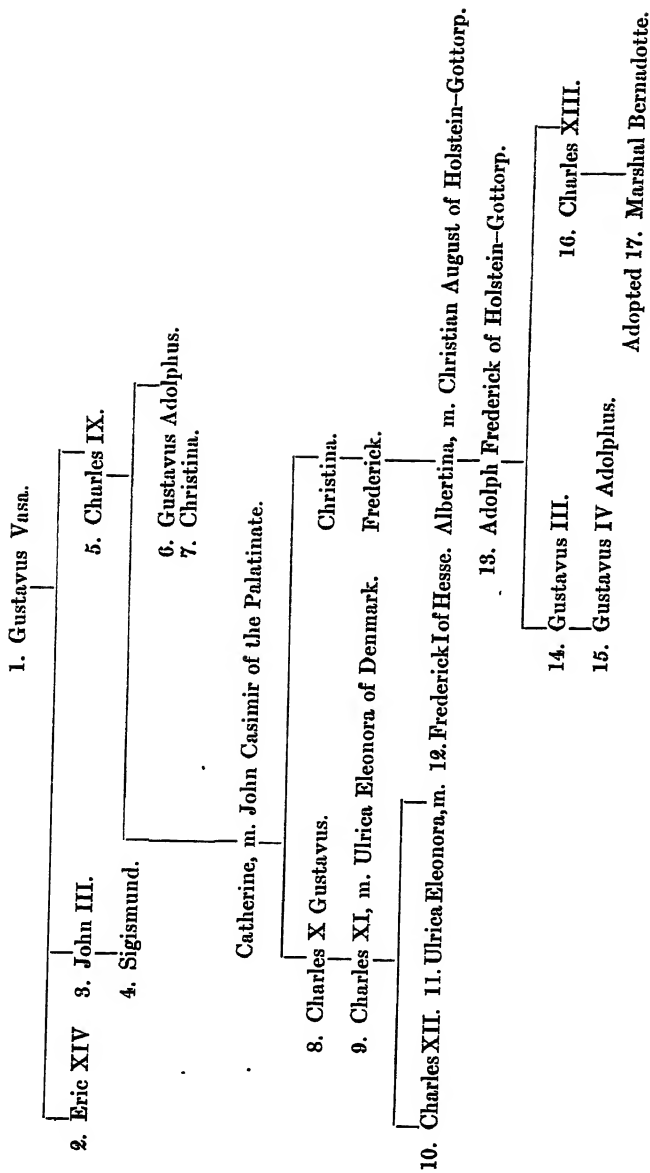 1. Gustavus Vasa.
2. Eric XIV 3. John III. 5. Charles IX.
4. Sigismund.
6. Gustavus Adolphus.
7. Christina.
Catherine, m. John Casimir of the Palatinate.
8. Charles X Gustavus. Christina.
9. Charles XI, m. Ulrica Eleonora of Denmark. Frederick.
10. Charles XII. 11. Ulrica Eleonora, m. 12. Frederick I of Hesse. Albertina, m. Christian August of Holstein-Gottorp.
13. Adolph Frederick of Holstein-Gottorp.
14. Gustavus III. 16. Charles XIII.
15. Gustavus IV Adolphus.
Adopted 17. Marshal Bernadotte.